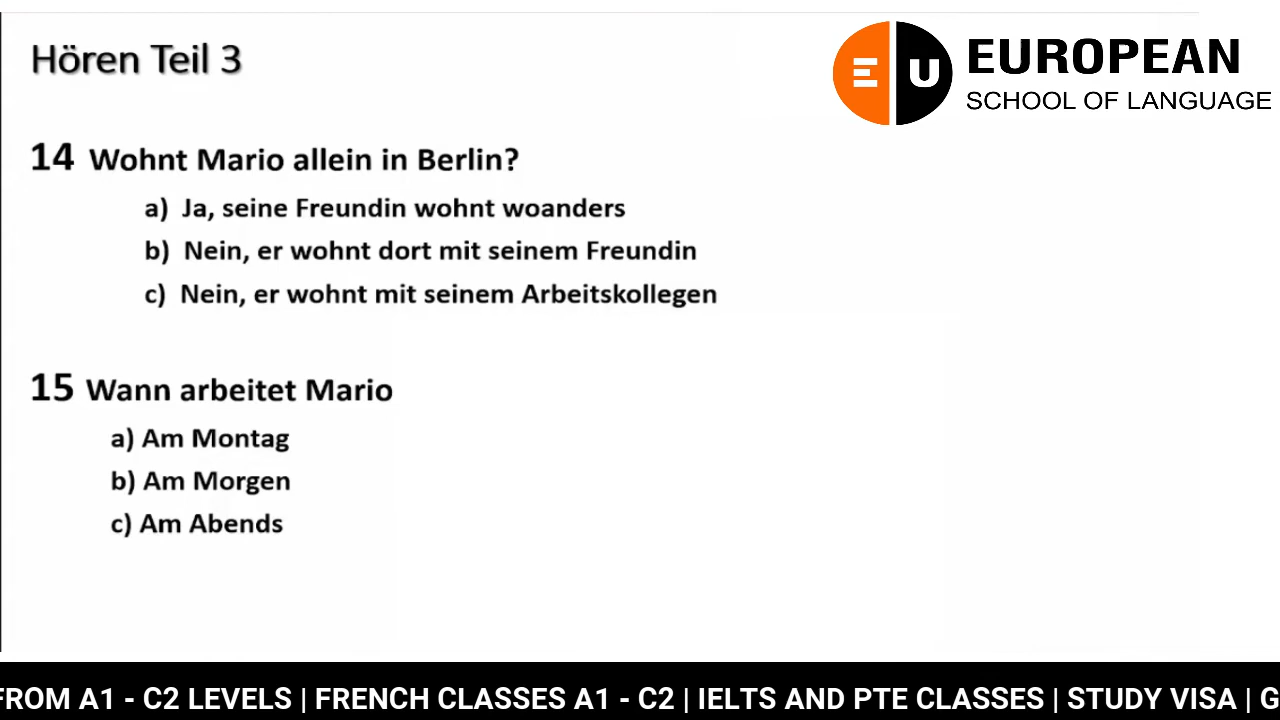 Hören Teil 3
EU EUROPEAN
SCHOOL OF LANGUAGE
14 Wohnt Mario allein in Berlin?
a) Ja, seine Freundin wohnt woanders
b) Nein, er wohnt dort mit seinem Freundin
c) Nein, er wohnt mit seinem Arbeitskollegen
15 Wann arbeitet Mario
a) Am Montag
b) Am Morgen
c) Am Abends
FROM A1 - C2 LEVELS | FRENCH CLASSES A1 - C2 | IELTS AND PTE CLASSES | STUDY VISA | G